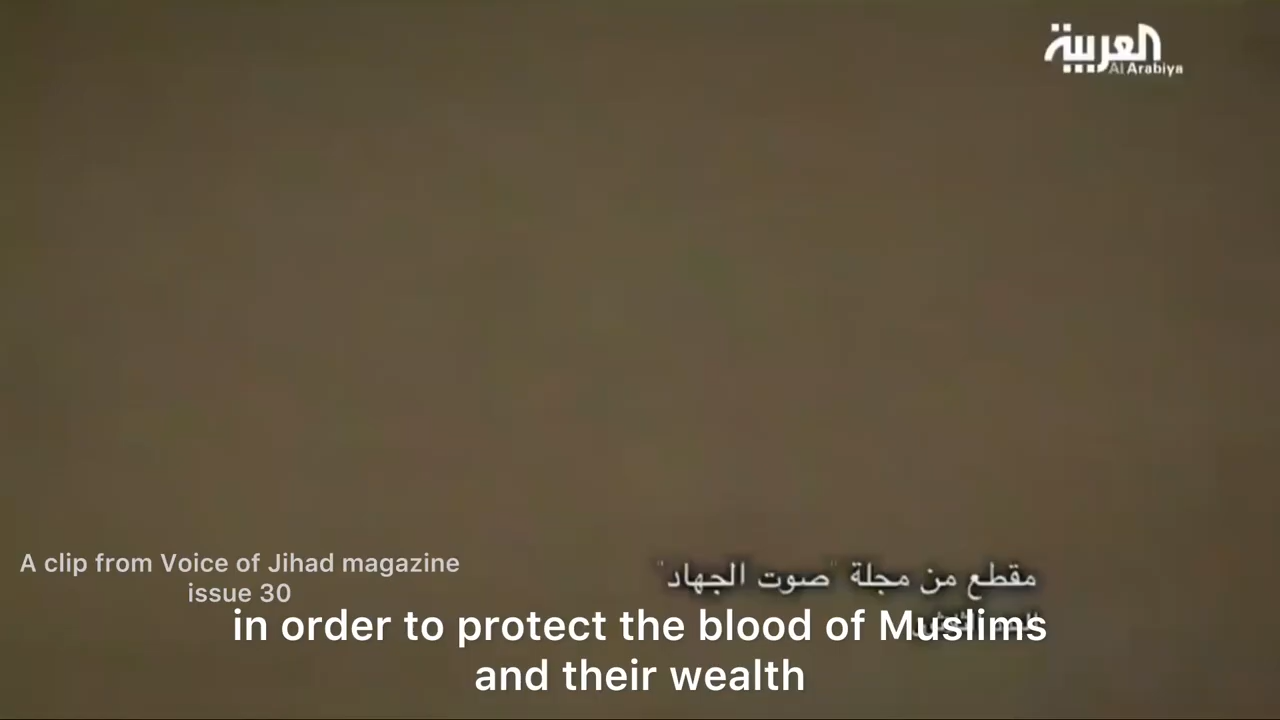 العربية
Al Arabiya
مقطع من مجلة "صوت الجهاد"
A clip from Voice of Jihad magazine
issue 30
in order to protect the blood of Muslims
and their wealth